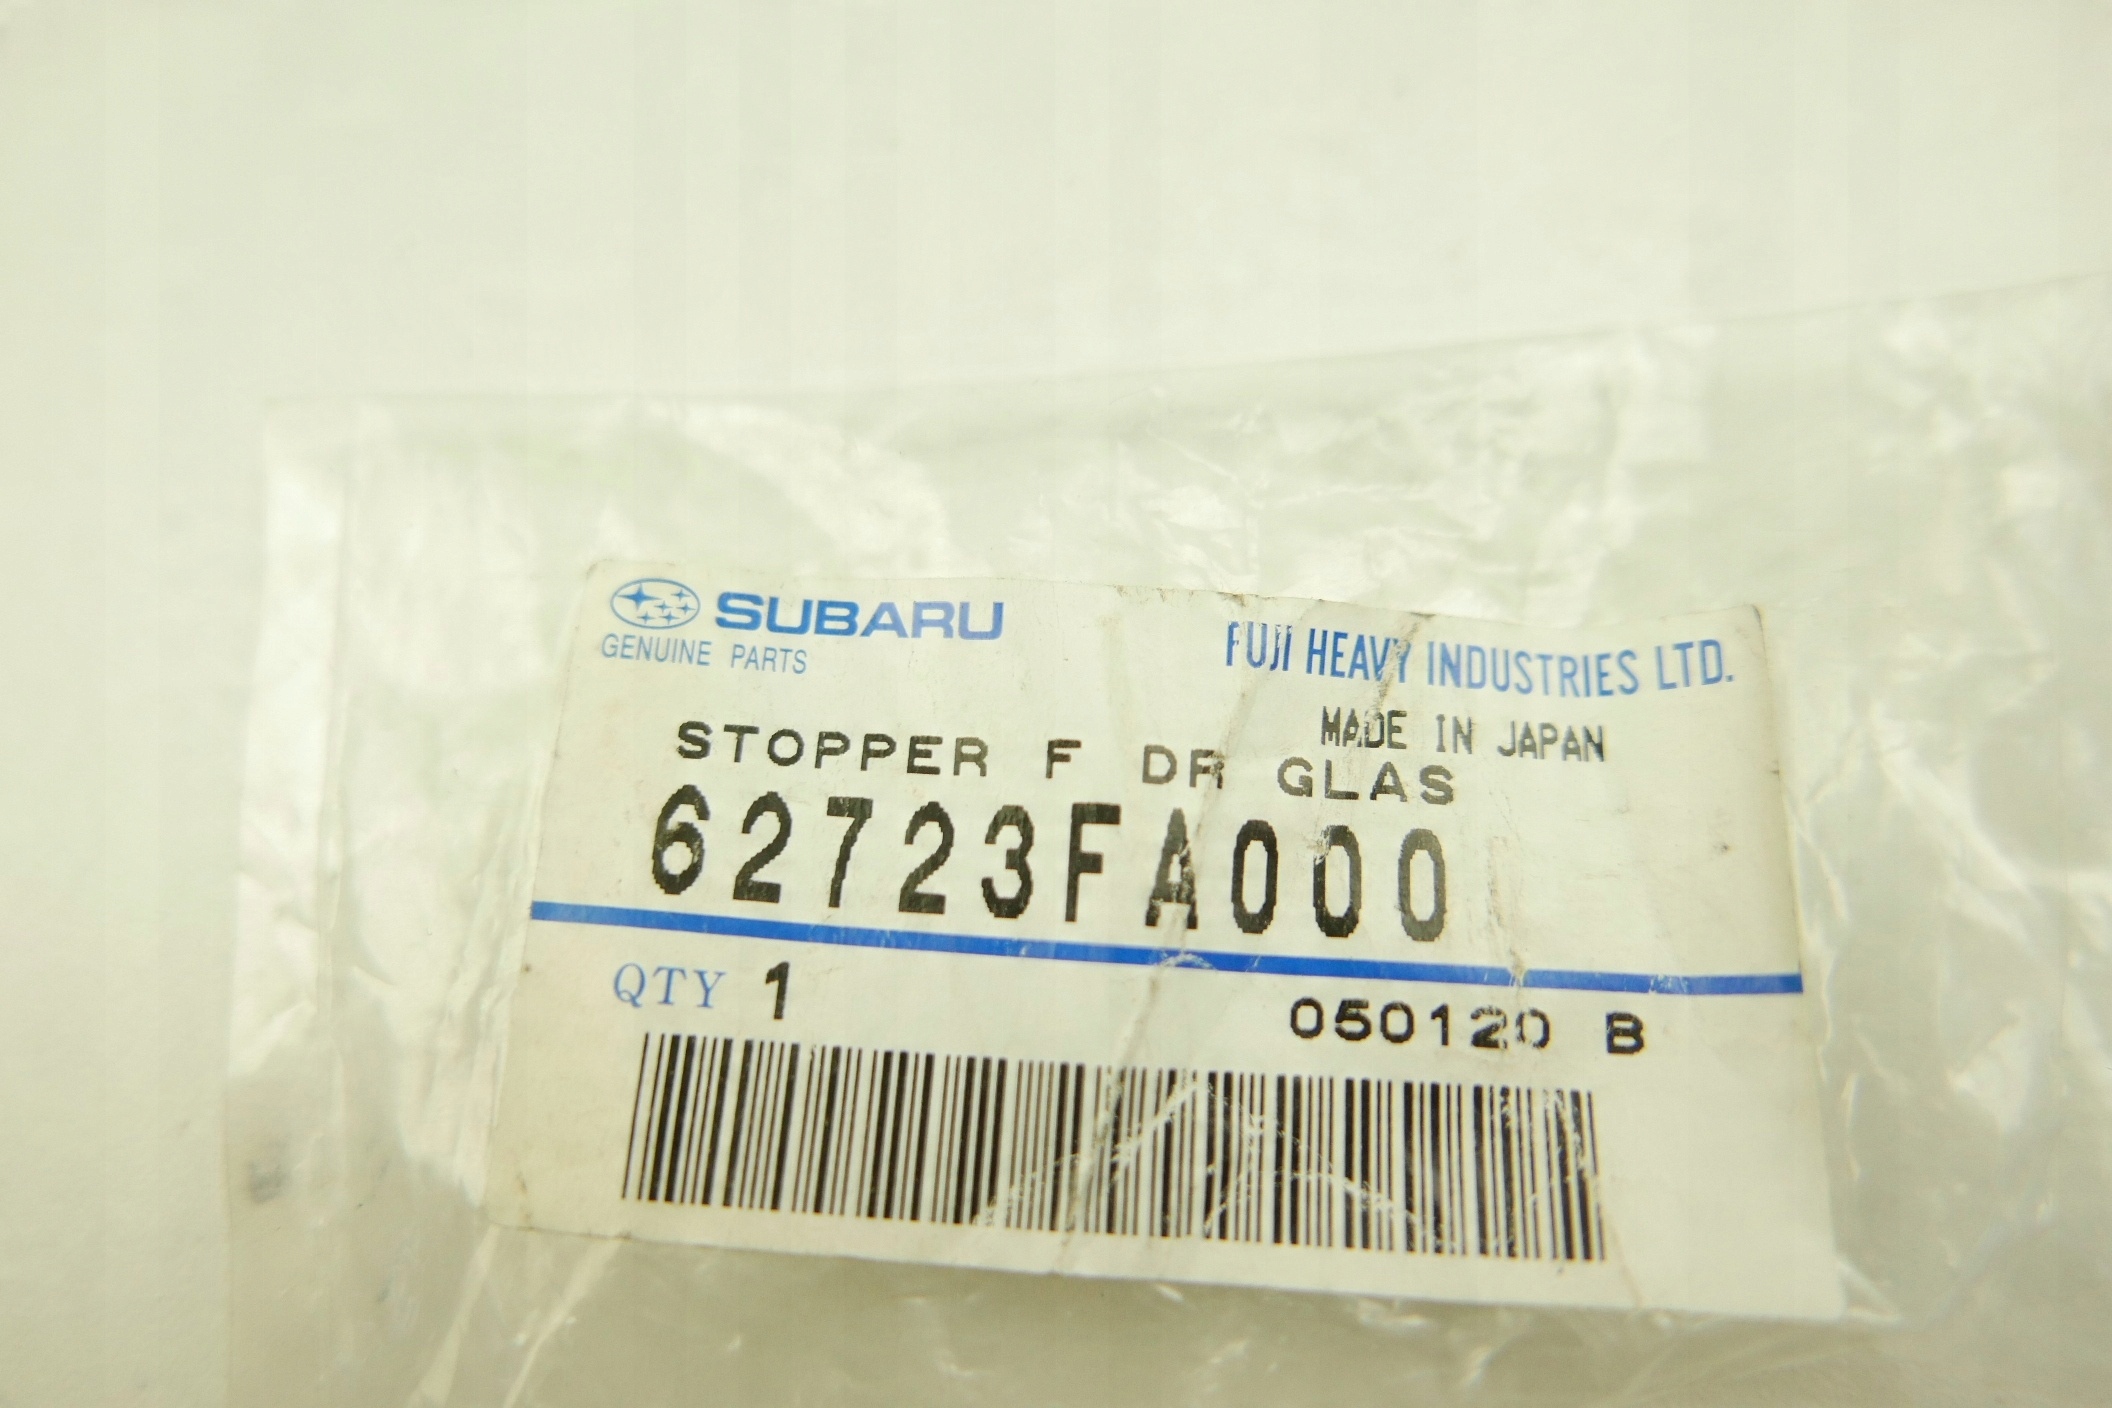 SUBARU
GENUINE PARTS
FUJI HEAVY INDUSTRIES LTD.
MADE IN JAPAN
STOPPER F DR GLAS
62723FA000
QTY 1
050120 B